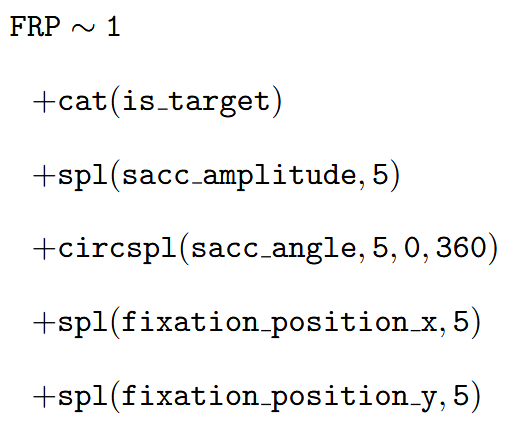 FRP ∼ 1
+cat(is_target)
+spl(sacc_amplitude, 5)
+circspl(sacc_angle, 5, 0, 360)
+spl(fixation_position_x, 5)
+spl(fixation_position_y, 5)